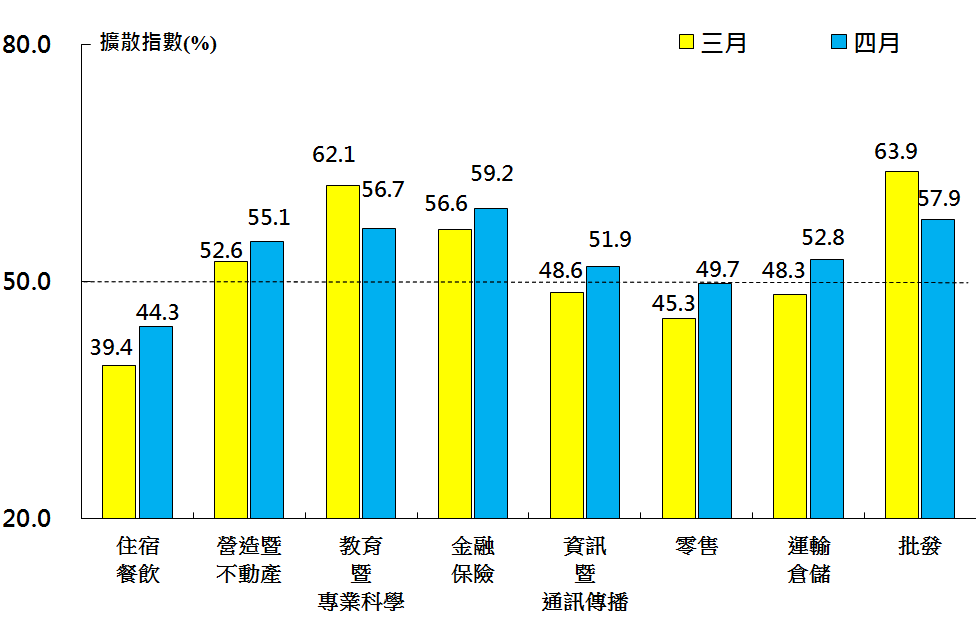 80.0
擴散指數(%)
三月
四月
50.0
20.0
39.4
44.3
52.6
55.1
62.1
56.7
56.6
59.2
48.6
51.9
45.3
49.7
48.3
52.8
63.9
57.9
住宿
餐飲
營造暨
不動產
教育
暨
專業科學
金融
保險
資訊
暨
通訊傳播
零售
運輸
倉儲
批發